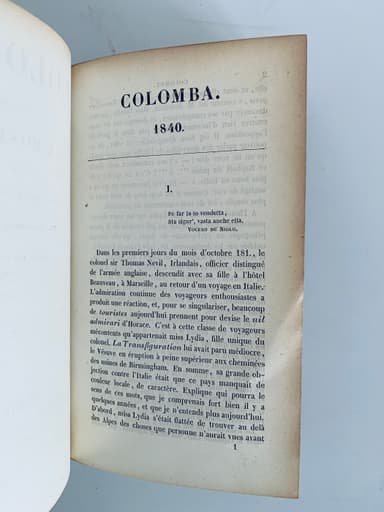 COLOMBA.
1840.
I.
Pè far la to vendetta,
Sta sigur', vasta anche ella.
VOCERO DU NIOLO.
Dans les premiers jours du mois d'octobre 181., le
colonel sir Thomas Nevil, Irlandais, officier distingué
de l'armée anglaise, descendit avec sa fille à l'hôtel
Beauveau, à Marseille, au retour d'un voyage en Italie.
L'admiration continue des voyageurs enthousiastes a
produit une réaction, et, pour se singulariser, beaucoup
de touristes aujourd'hui prennent pour devise le nil
admirari d'Horace. C'est à cette classe de voyageurs
mécontents qu'appartenait miss Lydia, fille unique du
colonel. La Transfiguration lui avait paru médiocre,
le Vésuve en éruption à peine supérieur aux cheminées
des usines de Birmingham. En somme, sa grande ob-
jection contre l'Italie était que ce pays manquait de
couleur locale, de caractère. Explique qui pourra le
sens de ces mots, que je comprenais fort bien il y a
quelques années, et que je n'entends plus aujourd'hui.
D'abord, miss Lydia s'était flattée de trouver au delà
des Alpes des choses que personne n'aurait vues avant
1